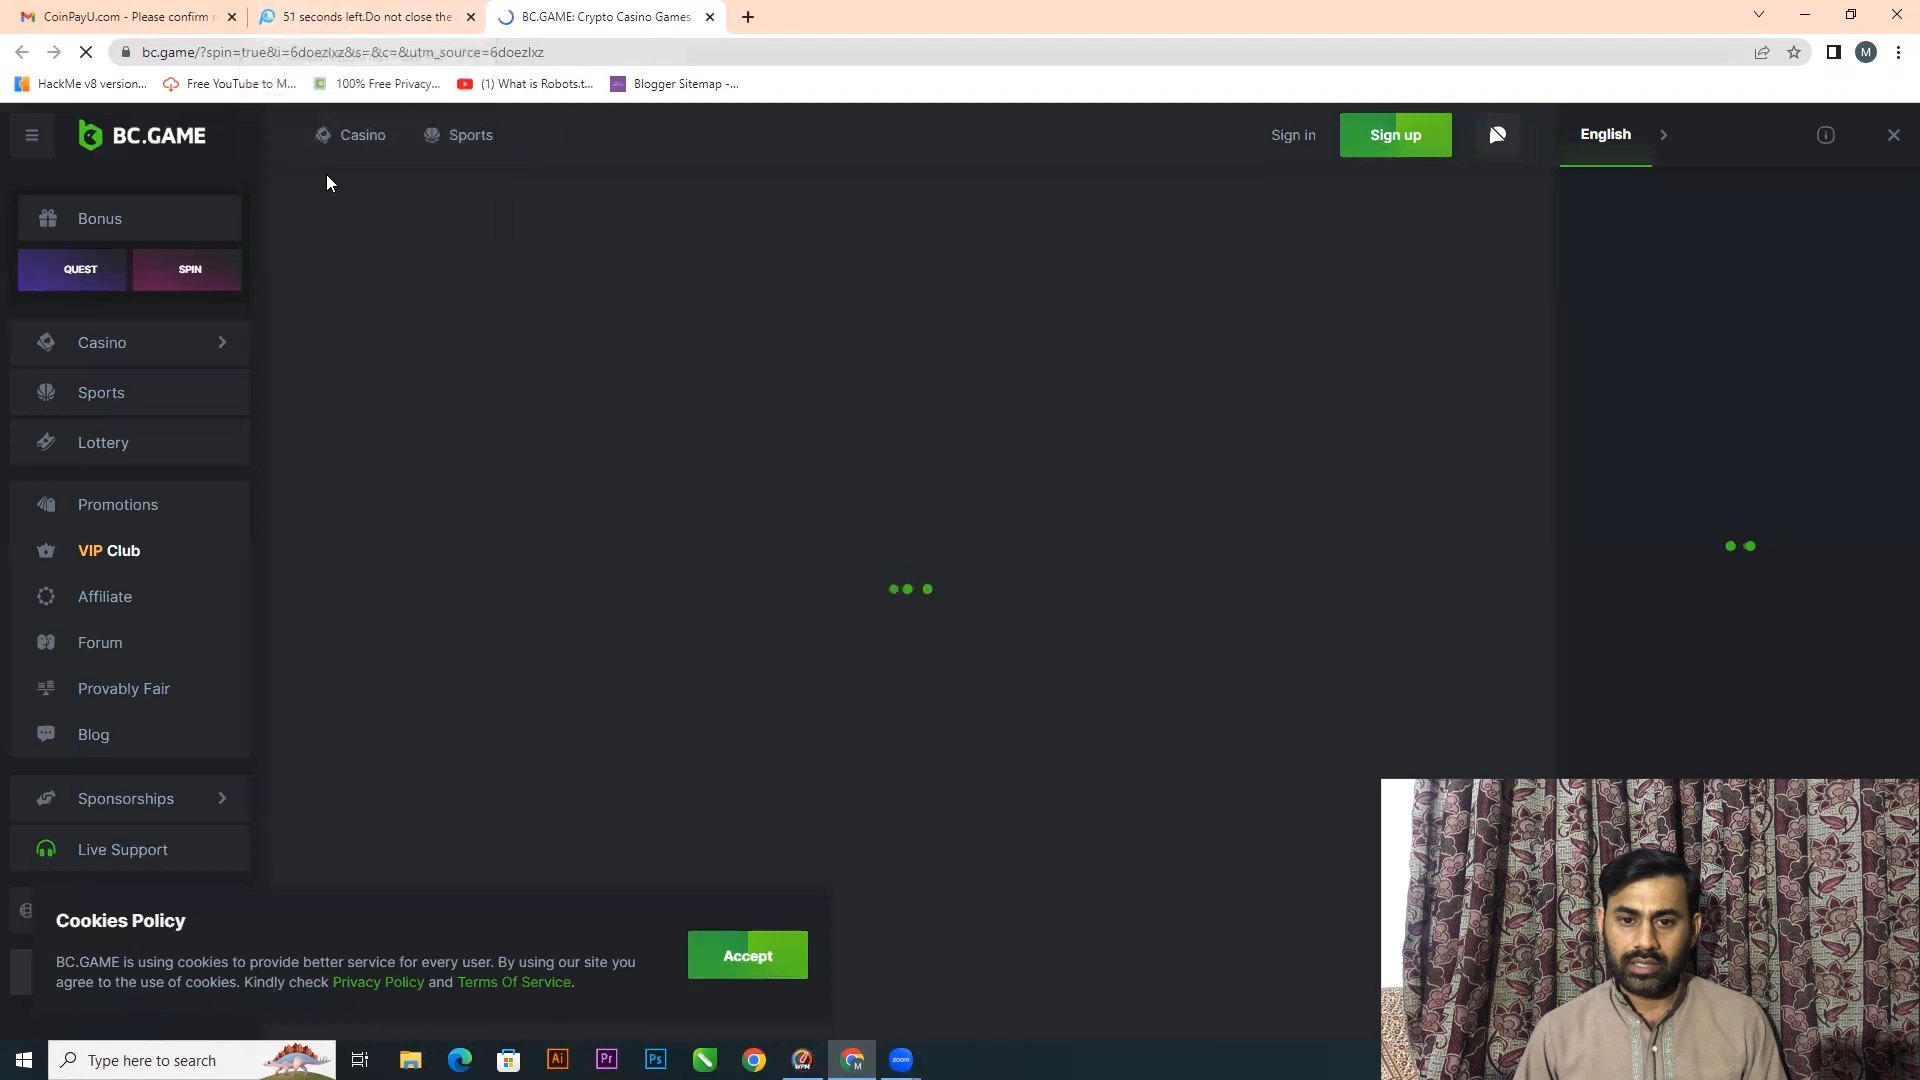 CoinPayU.com - Please confirm r
51 seconds left.Do not close the
BC.GAME: Crypto Casino Games
bc.game/?spin=true&i=6doezlxz&s=&c=&utm_source=6doezlxz
M
HackMe v8 version...
Free YouTube to M...
100% Free Privacy...
(1) What is Robots.t...
Blogger Sitemap -...
BC.GAME
Casino
Sports
Sign in
Sign up
English
Bonus
QUEST
SPIN
Casino
Sports
Lottery
Promotions
VIP Club
Affiliate
Forum
Provably Fair
Blog
Sponsorships
Live Support
Cookies Policy
BC.GAME is using cookies to provide better service for every user. By using our site you
agree to the use of cookies. Kindly check Privacy Policy and Terms Of Service.
Accept
Type here to search
Ai
Pr
Ps
WFM
M
zoom